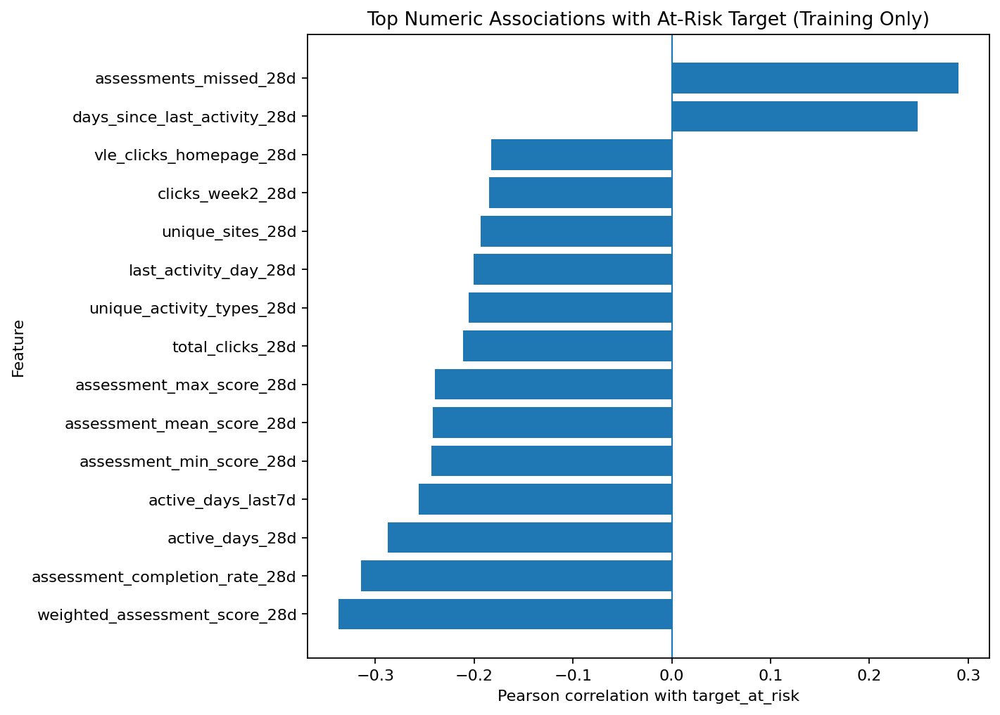 Top Numeric Associations with At-Risk Target (Training Only)
Feature
assessments_missed_28d
days_since_last_activity_28d
vle_clicks_homepage_28d
clicks_week2_28d
unique_sites_28d
last_activity_day_28d
unique_activity_types_28d
total_clicks_28d
assessment_max_score_28d
assessment_mean_score_28d
assessment_min_score_28d
active_days_last7d
active_days_28d
assessment_completion_rate_28d
weighted_assessment_score_28d
−0.3 −0.2 −0.1 0.0 0.1 0.2 0.3
Pearson correlation with target_at_risk